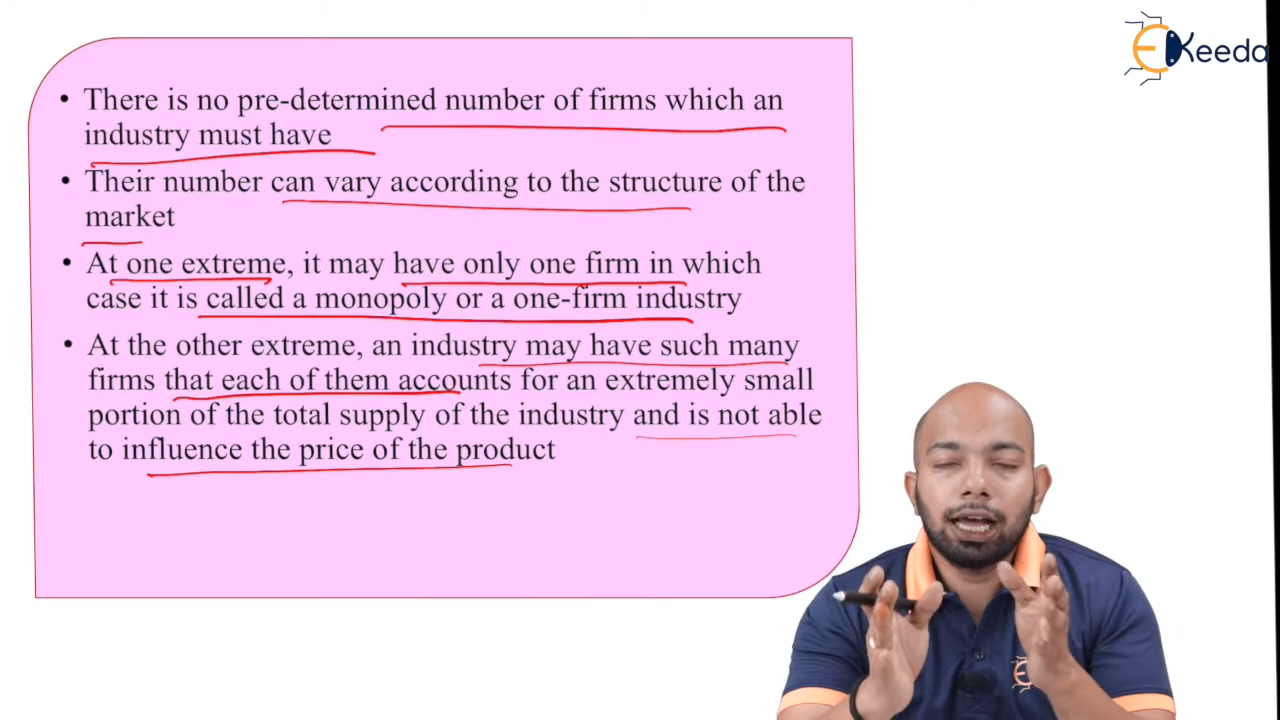 EKeeda
• There is no pre-determined number of firms which an
industry must have
• Their number can vary according to the structure of the
market
• At one extreme, it may have only one firm in which
case it is called a monopoly or a one-firm industry
• At the other extreme, an industry may have such many
firms that each of them accounts for an extremely small
portion of the total supply of the industry and is not able
to influence the price of the product